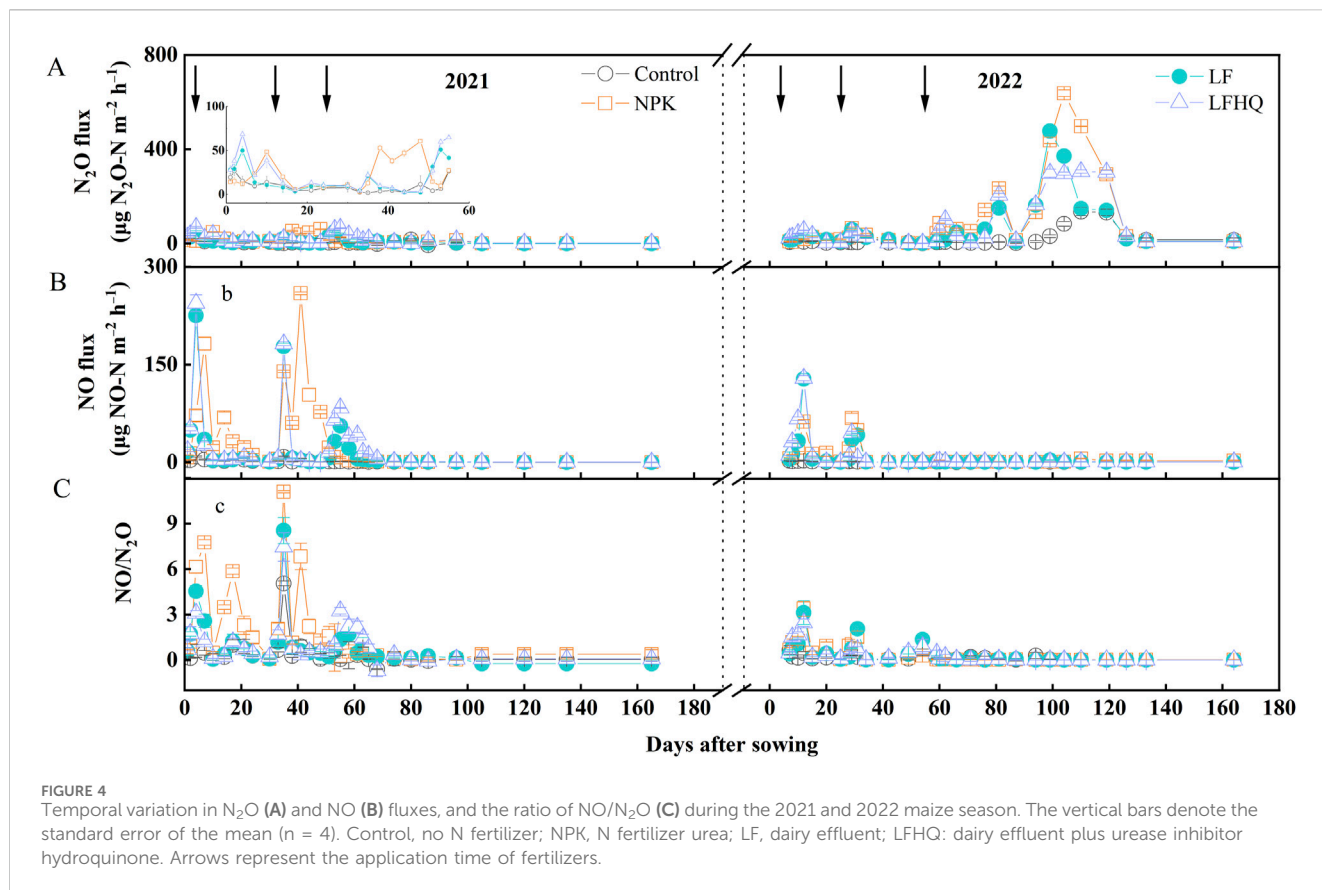 A
N₂O flux
(µg N₂O-N m⁻² h⁻¹)
800
400
0
2021
2022
Control
NPK
LF
LFHQ
100
50
0
0 20 40 60
B
NO flux
(µg NO-N m⁻² h⁻¹)
300
150
0
b
C
NO/N₂O
9
6
3
0
c
0 20 40 60 80 100 120 140 160 180
0 20 40 60 80 100 120 140 160 180
Days after sowing
FIGURE 4
Temporal variation in N₂O (A) and NO (B) fluxes, and the ratio of NO/N₂O (C) during the 2021 and 2022 maize season. The vertical bars denote the
standard error of the mean (n = 4). Control, no N fertilizer; NPK, N fertilizer urea; LF, dairy effluent; LFHQ: dairy effluent plus urease inhibitor
hydroquinone. Arrows represent the application time of fertilizers.